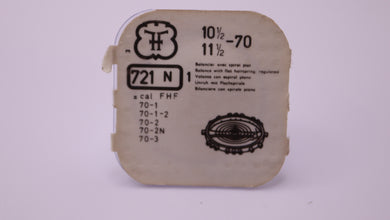 10½
11½ -70
Balancier avec spiral plat
Balance with flat hairspring, regulated
Volante con espiral plano
Unruh mit Flachspirale
Bilanciere con spirale piano
721 N 1
± cal FHF
70-1
70-1-2
70-2
70-2N
70-3